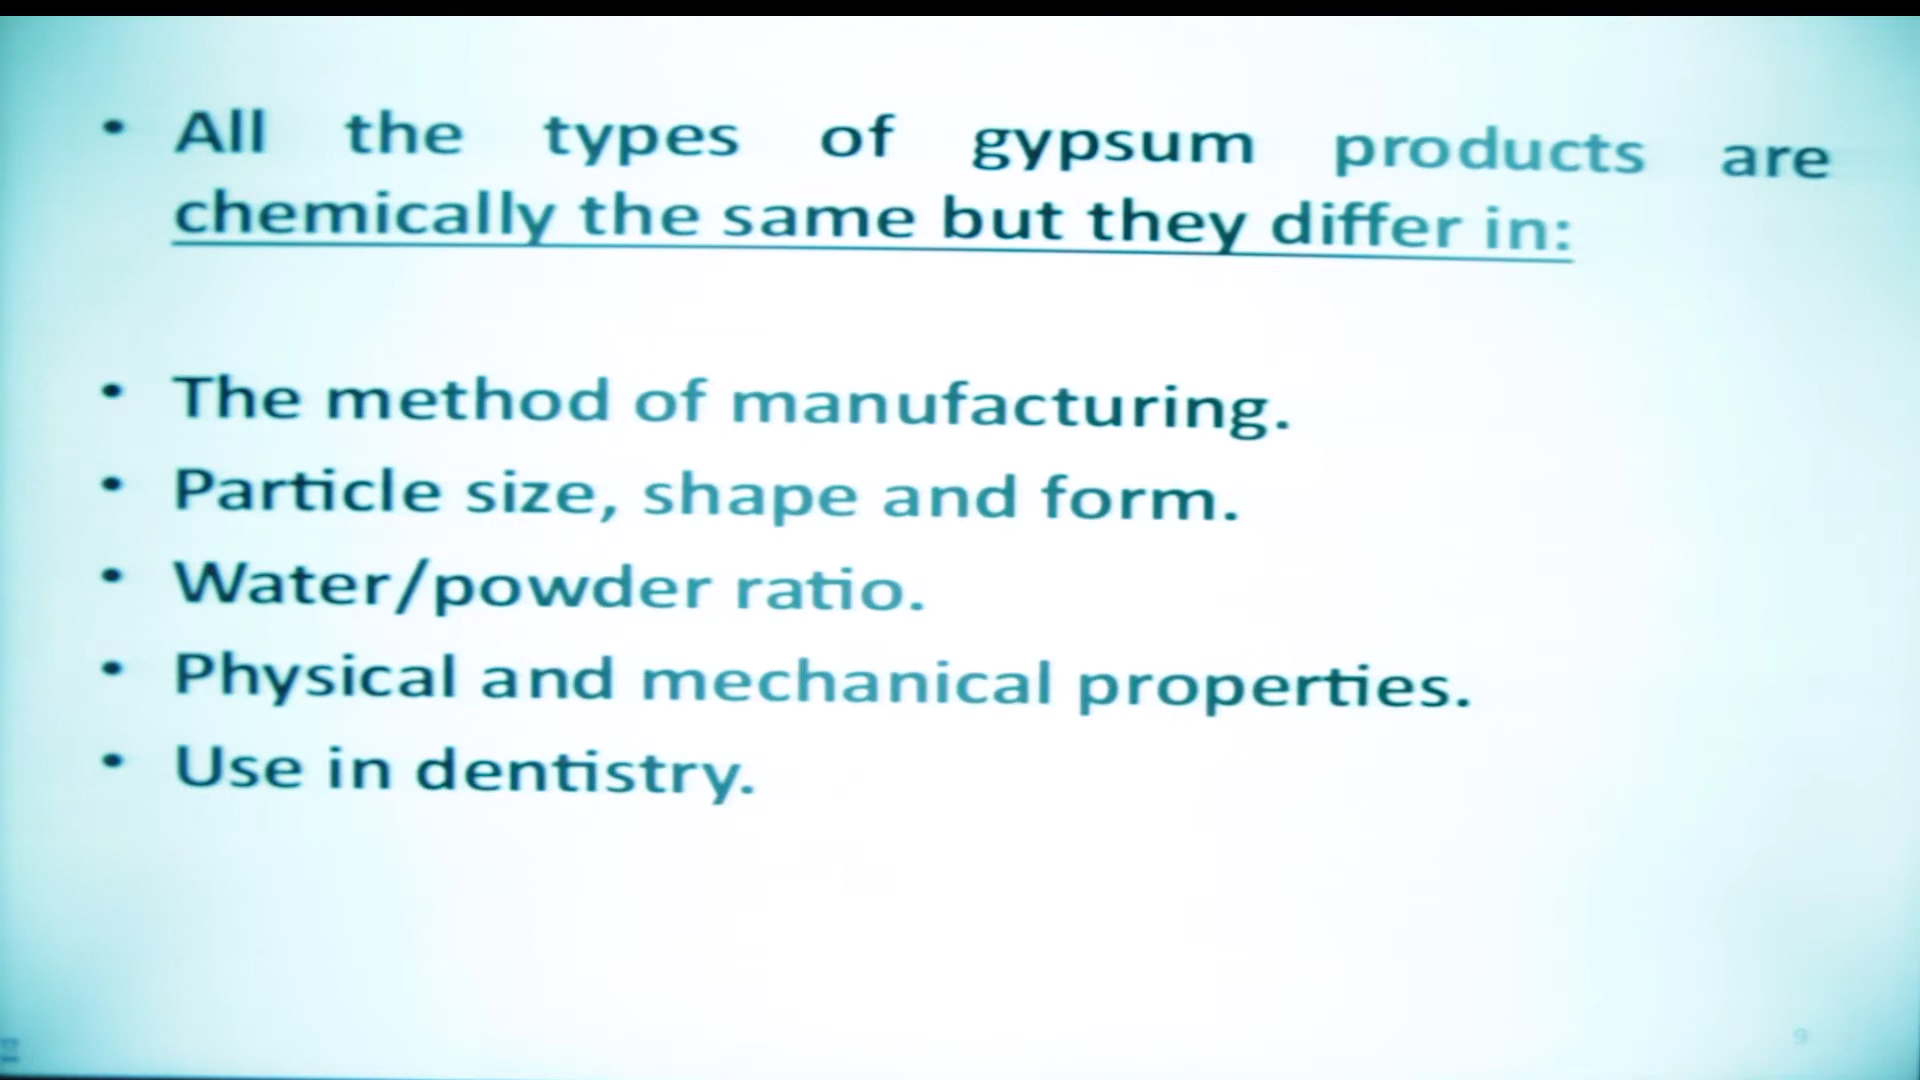 • All the types of gypsum products are
chemically the same but they differ in:
• The method of manufacturing.
• Particle size, shape and form.
• Water/powder ratio.
• Physical and mechanical properties.
• Use in dentistry.
9